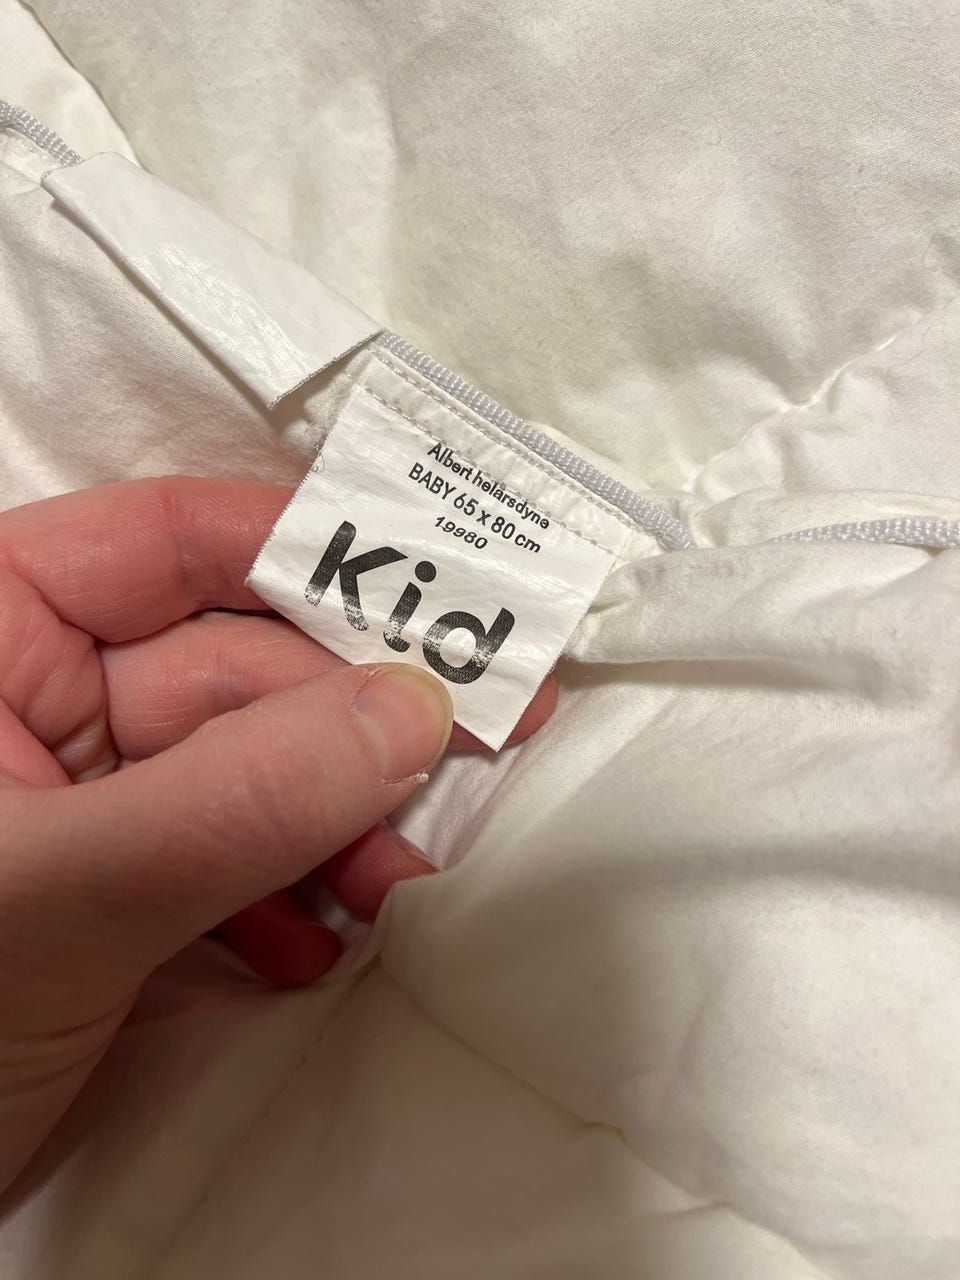 Albert helårsdyne
BABY 65 x 80 cm
19980
Kid